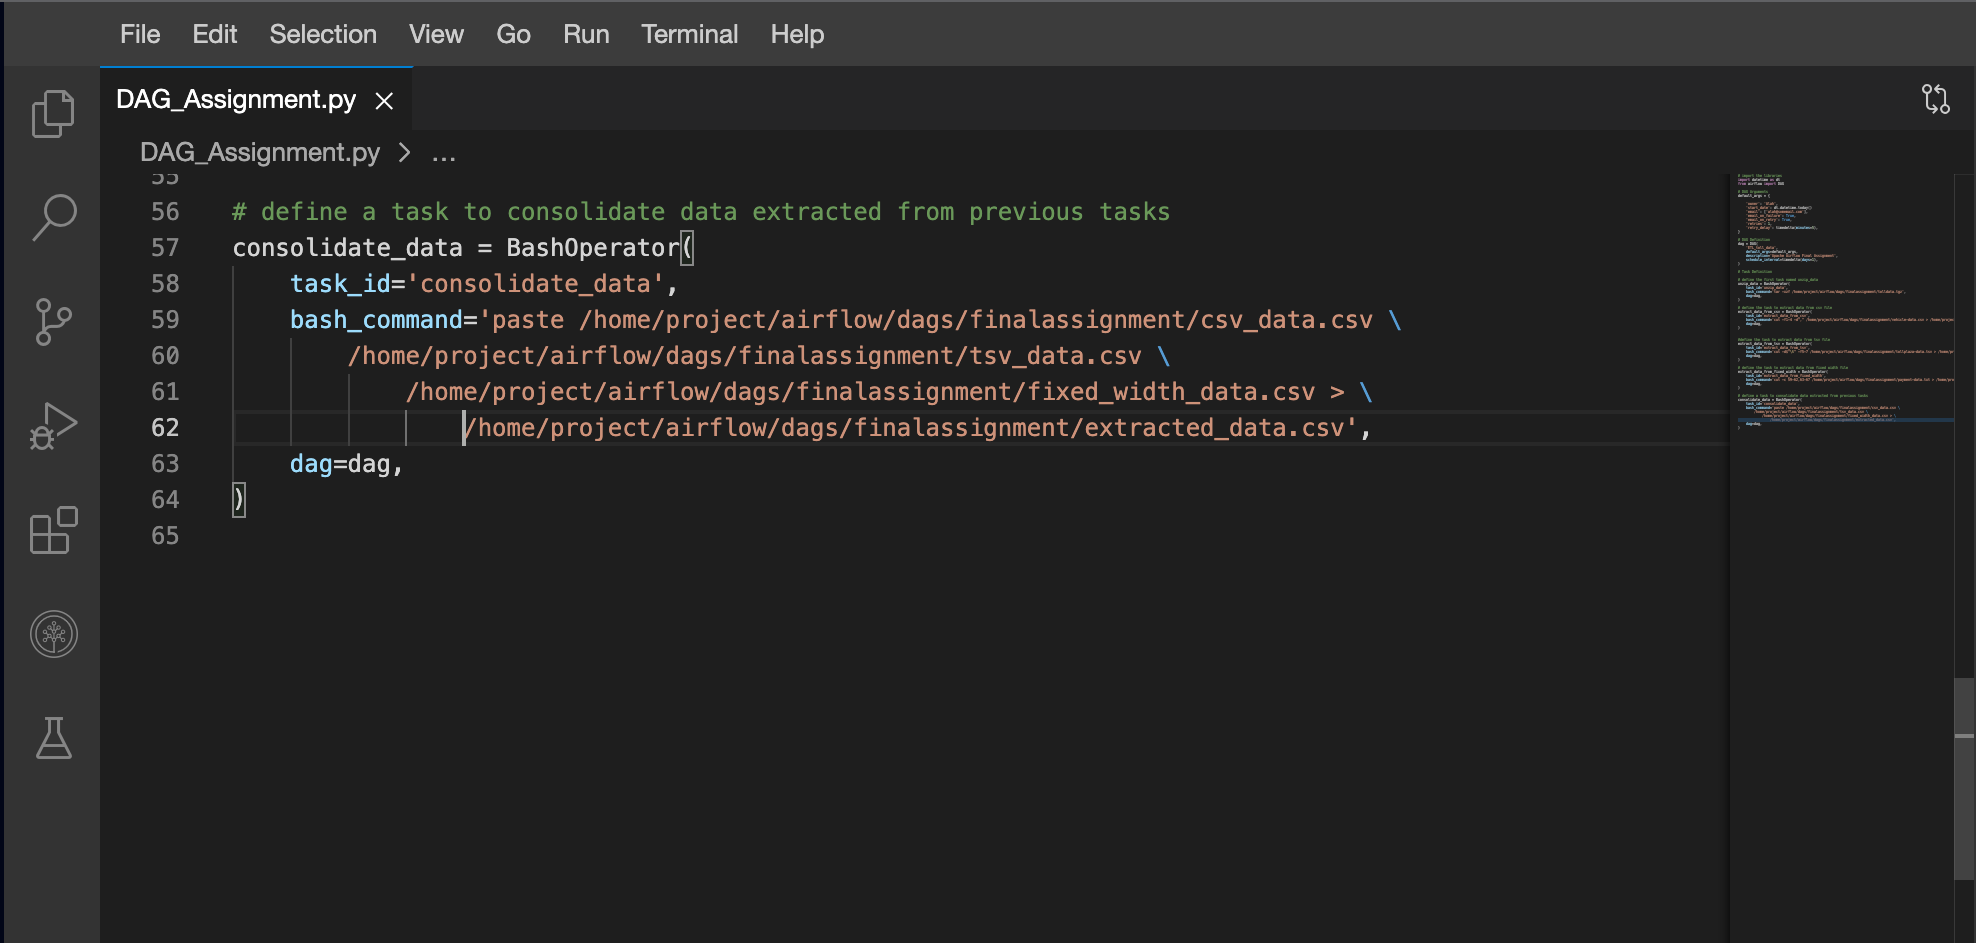 File Edit Selection View Go Run Terminal Help
DAG_Assignment.py
DAG_Assignment.py > ...
55
56 # define a task to consolidate data extracted from previous tasks
57 consolidate_data = BashOperator(
58     task_id='consolidate_data',
59     bash_command='paste /home/project/airflow/dags/finalassignment/csv_data.csv \
60         /home/project/airflow/dags/finalassignment/tsv_data.csv \
61             /home/project/airflow/dags/finalassignment/fixed_width_data.csv > \
62                 /home/project/airflow/dags/finalassignment/extracted_data.csv',
63     dag=dag,
64 )
65